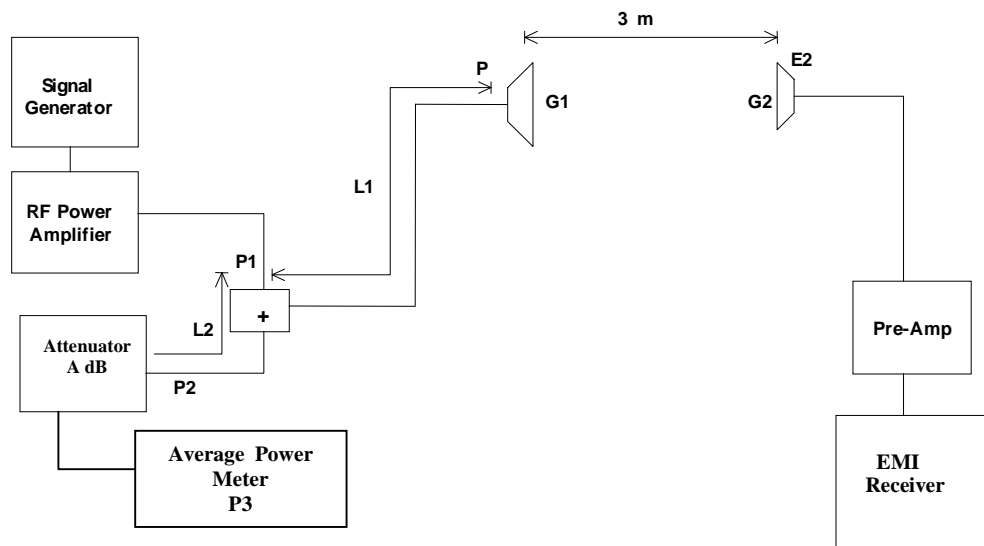 3 m
P
E2
Signal
Generator
G1
G2
L1
RF Power
Amplifier
P1
+
L2
Attenuator
A dB
P2
Pre-Amp
Average Power
Meter
P3
EMI
Receiver